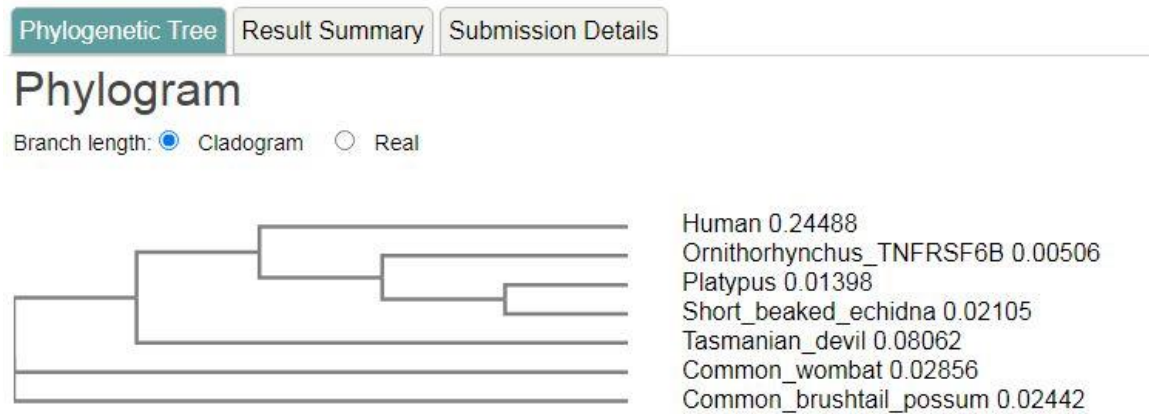 Phylogenetic Tree Result Summary Submission Details
Phylogram
Branch length: Cladogram Real
Human 0.24488
Ornithorhynchus_TNFRSF6B 0.00506
Platypus 0.01398
Short_beaked_echidna 0.02105
Tasmanian_devil 0.08062
Common_wombat 0.02856
Common_brushtail_possum 0.02442